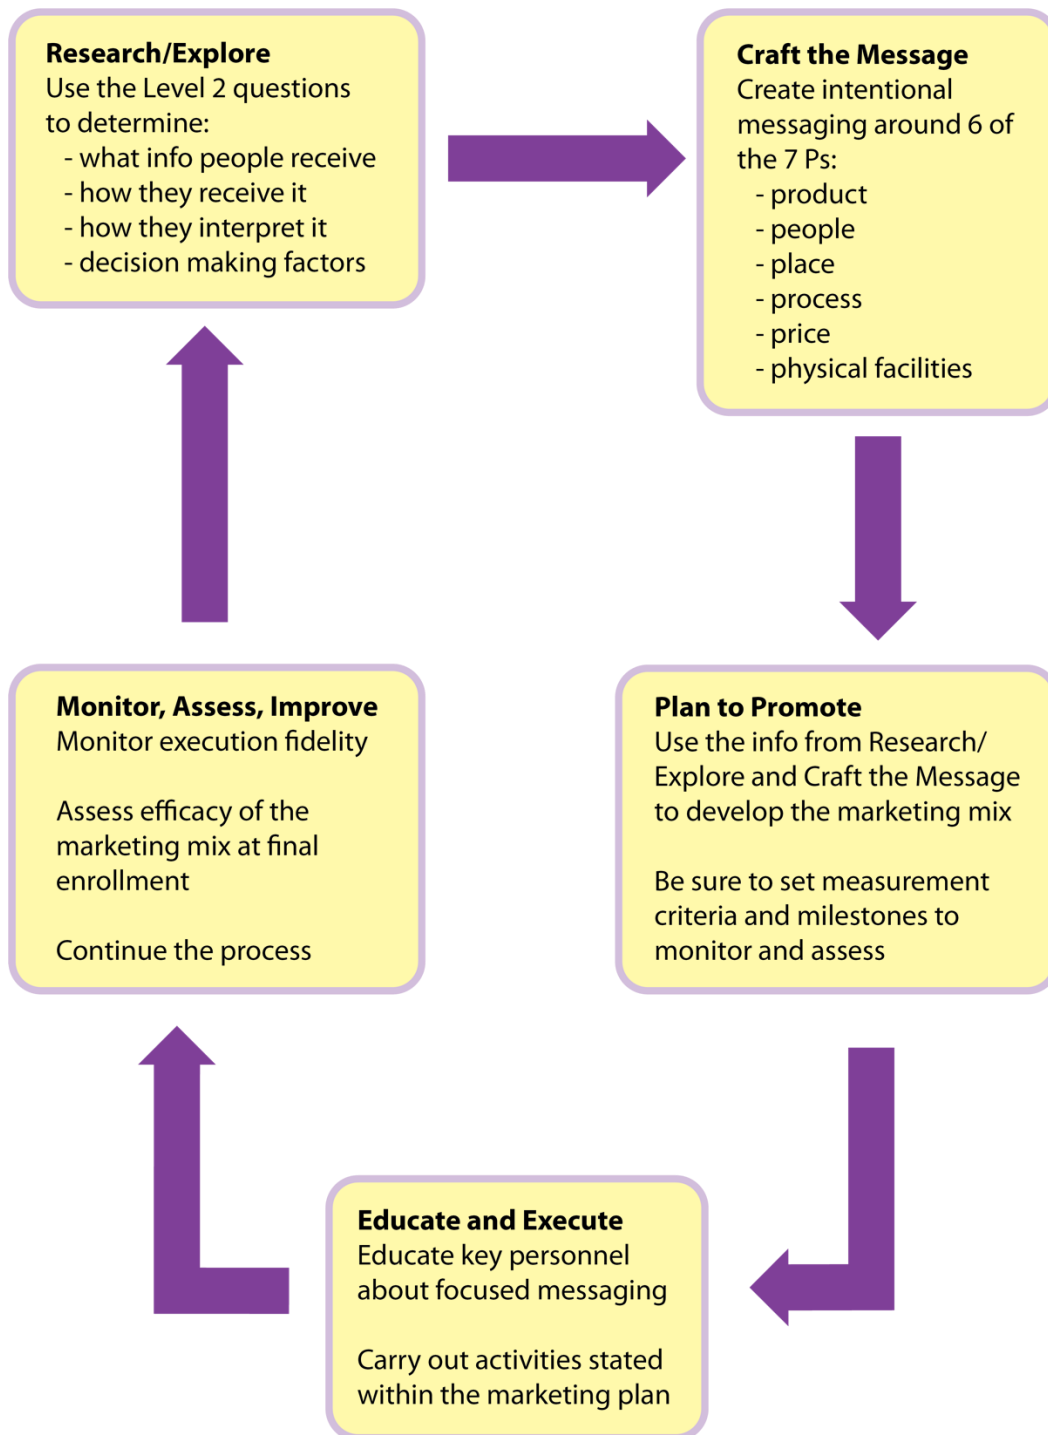 Research/Explore
Use the Level 2 questions
to determine:
- what info people receive
- how they receive it
- how they interpret it
- decision making factors
Craft the Message
Create intentional
messaging around 6 of
the 7 Ps:
- product
- people
- place
- process
- price
- physical facilities
Plan to Promote
Use the info from Research/
Explore and Craft the Message
to develop the marketing mix
Be sure to set measurement
criteria and milestones to
monitor and assess
Educate and Execute
Educate key personnel
about focused messaging
Carry out activities stated
within the marketing plan
Monitor, Assess, Improve
Monitor execution fidelity
Assess efficacy of the
marketing mix at final
enrollment
Continue the process